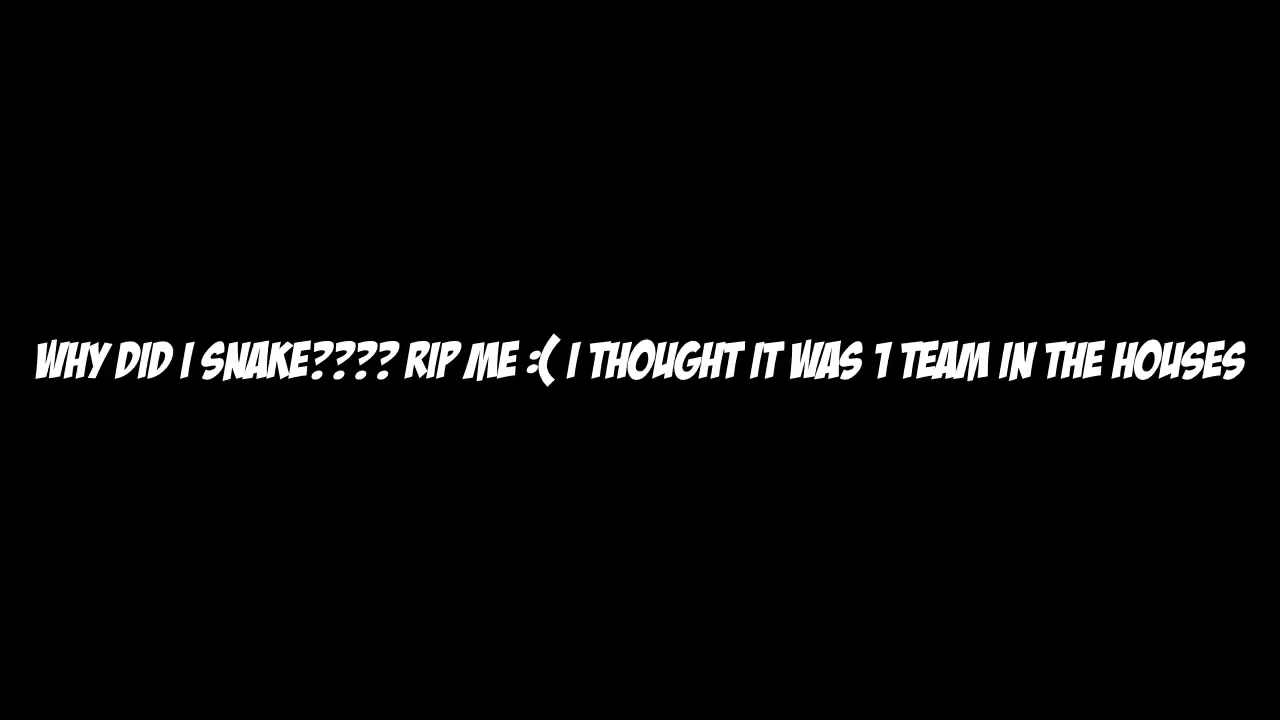 WHY DID I SNAKE???? RIP ME :( I THOUGHT IT WAS 1 TEAM IN THE HOUSES